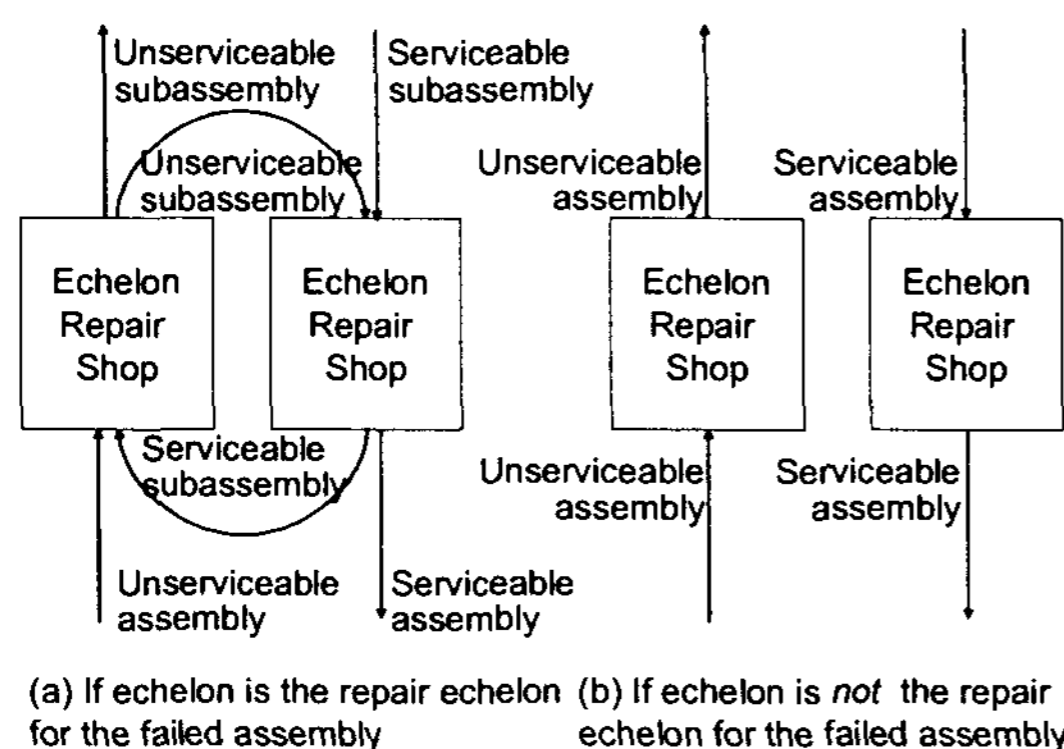 Unserviceable
subassembly
Serviceable
subassembly
Unserviceable
subassembly
Echelon
Repair
Shop
Echelon
Repair
Shop
Serviceable
subassembly
Unserviceable
assembly
Serviceable
assembly
Unserviceable
assembly
Serviceable
assembly
Echelon
Repair
Shop
Echelon
Repair
Shop
Unserviceable
assembly
Serviceable
assembly
(a) If echelon is the repair echelon
for the failed assembly
(b) If echelon is not the repair
echelon for the failed assembly